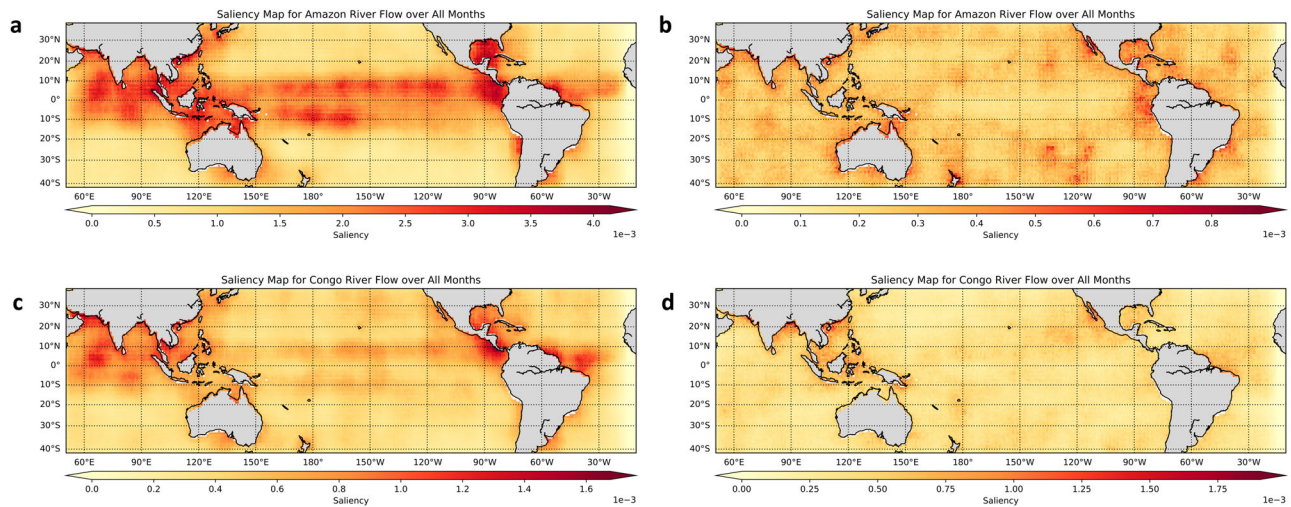 a
Saliency Map for Amazon River Flow over All Months
30°N
20°N
10°N
0°
10°S
20°S
30°S
40°S
60°E 90°E 120°E 150°E 180° 150°W 120°W 90°W 60°W 30°W
0.0 0.5 1.0 1.5 2.0 2.5 3.0 3.5 4.0
Saliency
1e−3
b
Saliency Map for Amazon River Flow over All Months
30°N
20°N
10°N
0°
10°S
20°S
30°S
40°S
60°E 90°E 120°E 150°E 180° 150°W 120°W 90°W 60°W 30°W
0.0 0.1 0.2 0.3 0.4 0.5 0.6 0.7 0.8
Saliency
1e−3
c
Saliency Map for Congo River Flow over All Months
30°N
20°N
10°N
0°
10°S
20°S
30°S
40°S
60°E 90°E 120°E 150°E 180° 150°W 120°W 90°W 60°W 30°W
0.0 0.2 0.4 0.6 0.8 1.0 1.2 1.4 1.6
Saliency
1e−3
d
Saliency Map for Congo River Flow over All Months
30°N
20°N
10°N
0°
10°S
20°S
30°S
40°S
60°E 90°E 120°E 150°E 180° 150°W 120°W 90°W 60°W 30°W
0.00 0.25 0.50 0.75 1.00 1.25 1.50 1.75
Saliency
1e−3